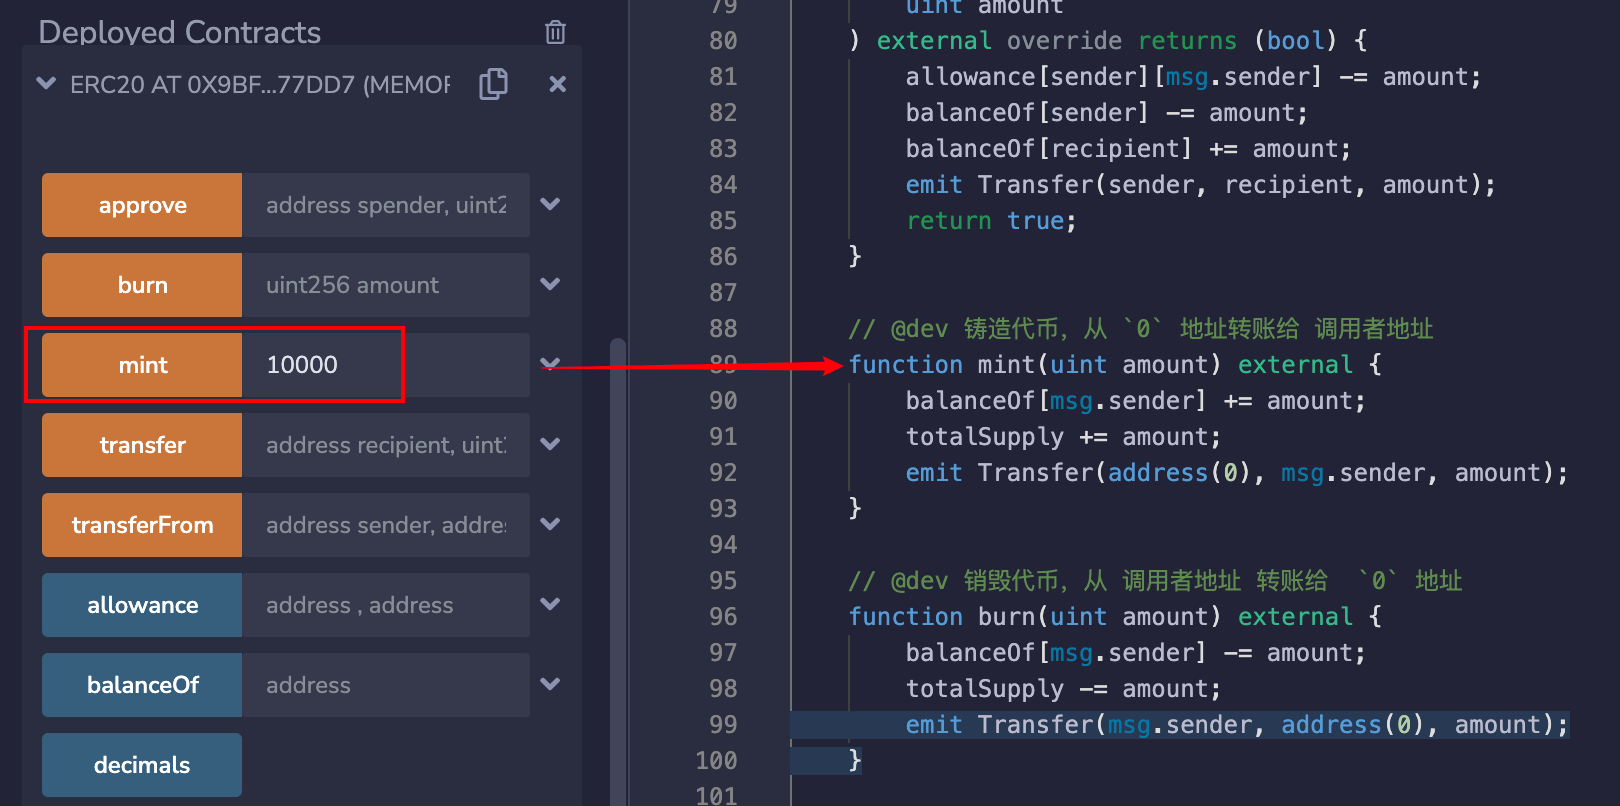 Deployed Contracts
ERC20 AT 0X9BF...77DD7 (MEMOR
approve address spender, uint2
burn uint256 amount
mint 10000
transfer address recipient, uint
transferFrom address sender, addre
allowance address , address
balanceOf address
decimals
79 uint amount
80 ) external override returns (bool) {
81 allowance[sender][msg.sender] -= amount;
82 balanceOf[sender] -= amount;
83 balanceOf[recipient] += amount;
84 emit Transfer(sender, recipient, amount);
85 return true;
86 }
87
88 // @dev 铸造代币，从 `0` 地址转账给 调用者地址
89 function mint(uint amount) external {
90 balanceOf[msg.sender] += amount;
91 totalSupply += amount;
92 emit Transfer(address(0), msg.sender, amount);
93 }
94
95 // @dev 销毁代币，从 调用者地址 转账给 `0` 地址
96 function burn(uint amount) external {
97 balanceOf[msg.sender] -= amount;
98 totalSupply -= amount;
99 emit Transfer(msg.sender, address(0), amount);
100 }
101